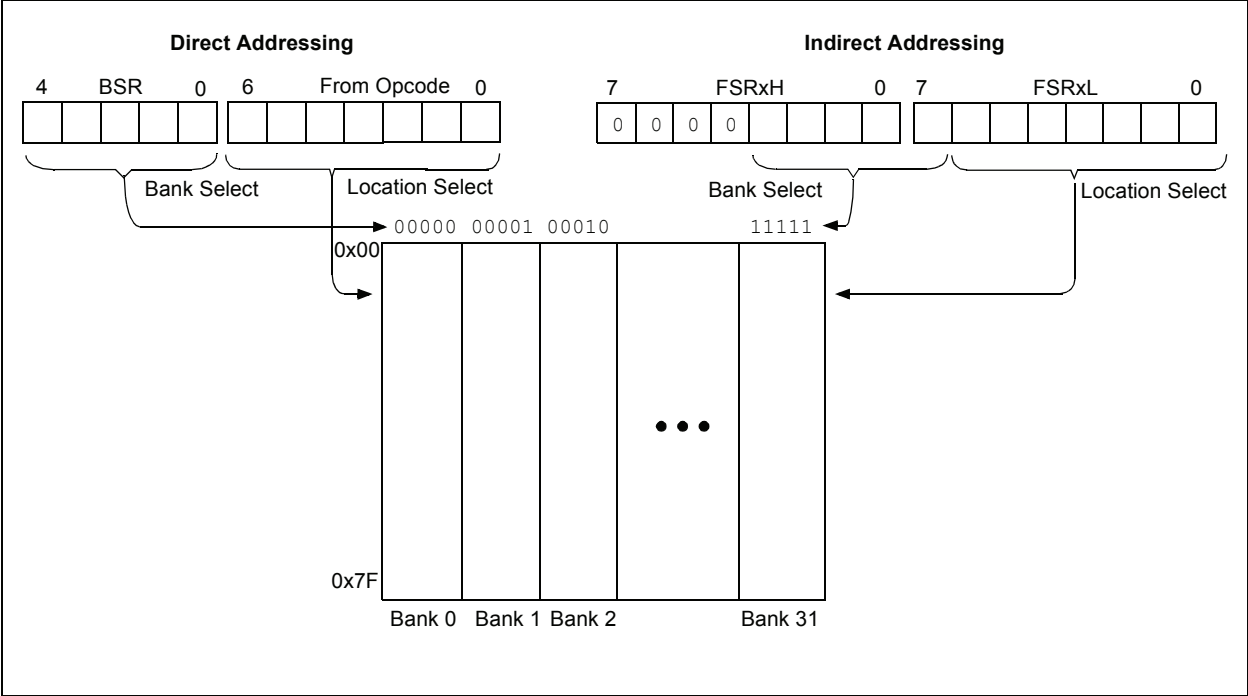 Direct Addressing
Indirect Addressing
4 BSR 0 6 From Opcode 0
7 FSRxH 0 7 FSRxL 0
0 0 0 0
Bank Select
Location Select
Bank Select
Location Select
00000 00001 00010 11111
0x00
0x7F
Bank 0 Bank 1 Bank 2 Bank 31